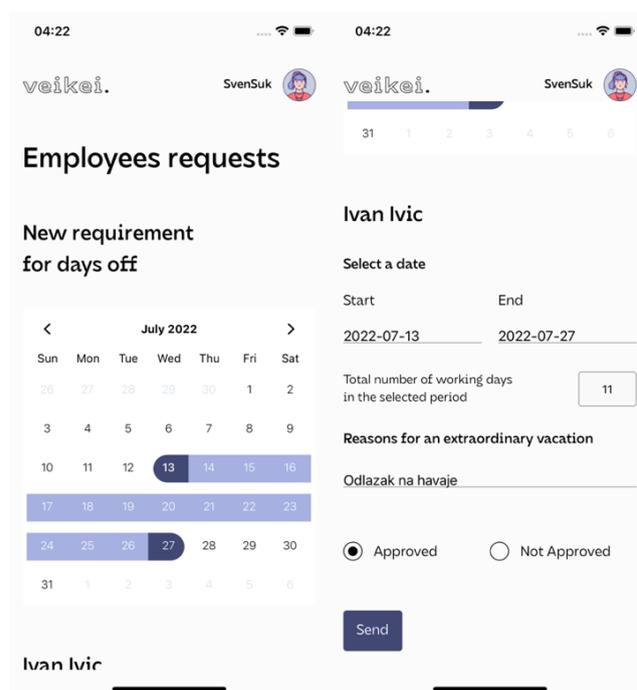 04:22
veikei.
SvenSuk
Employees requests
New requirement
for days off
July 2022
Sun Mon Tue Wed Thu Fri Sat
26 27 28 29 30 1 2
3 4 5 6 7 8 9
10 11 12 13 14 15 16
17 18 19 20 21 22 23
24 25 26 27 28 29 30
31 1 2 3 4 5 6
Ivan Ivic
04:22
veikei.
SvenSuk
31 1 2 3 4 5 6
Ivan Ivic
Select a date
Start End
2022-07-13 2022-07-27
Total number of working days
in the selected period
11
Reasons for an extraordinary vacation
Odlazak na havaje
Approved Not Approved
Send